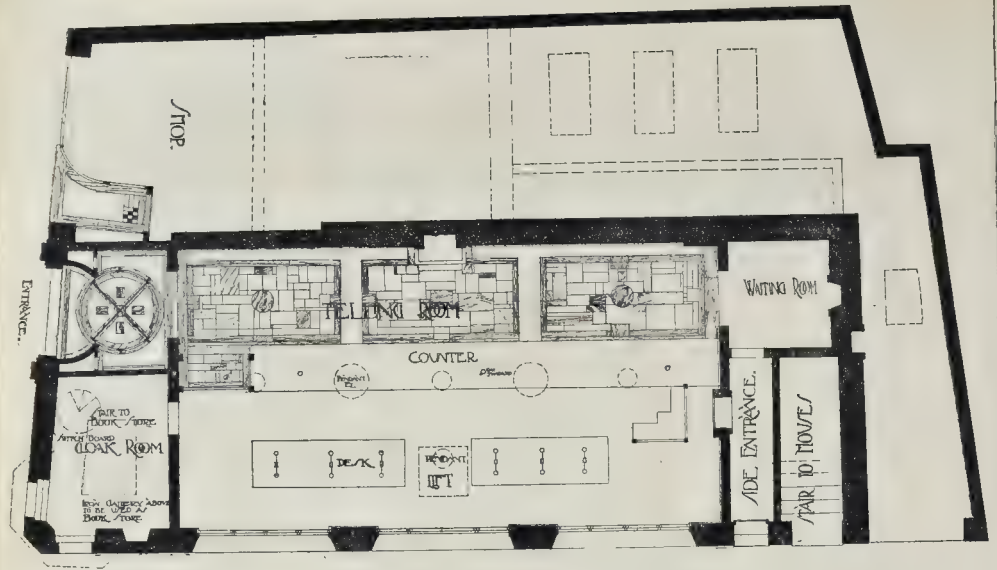 SHOP.
ENTRANCE.
TELLING ROOM
WAITING ROOM
COUNTER
PENDANT
STAIR TO
BOOK STORE
SWITCH BOARD
CLOAK ROOM
IRON GALLERY ABOVE
TO BE USED AS
BOOK STORE
DESK
PENDANT
LIFT
SIDE ENTRANCE.
STAIR TO HOUSES